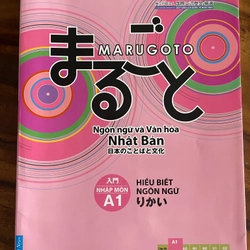 MARUGOTO
まるごと
Ngôn ngữ và Văn hóa
Nhật Bản
日本のことばと文化
入門
NHẬP MÔN
A1
HIỂU BIẾT
NGÔN NGỮ
りかい
A1